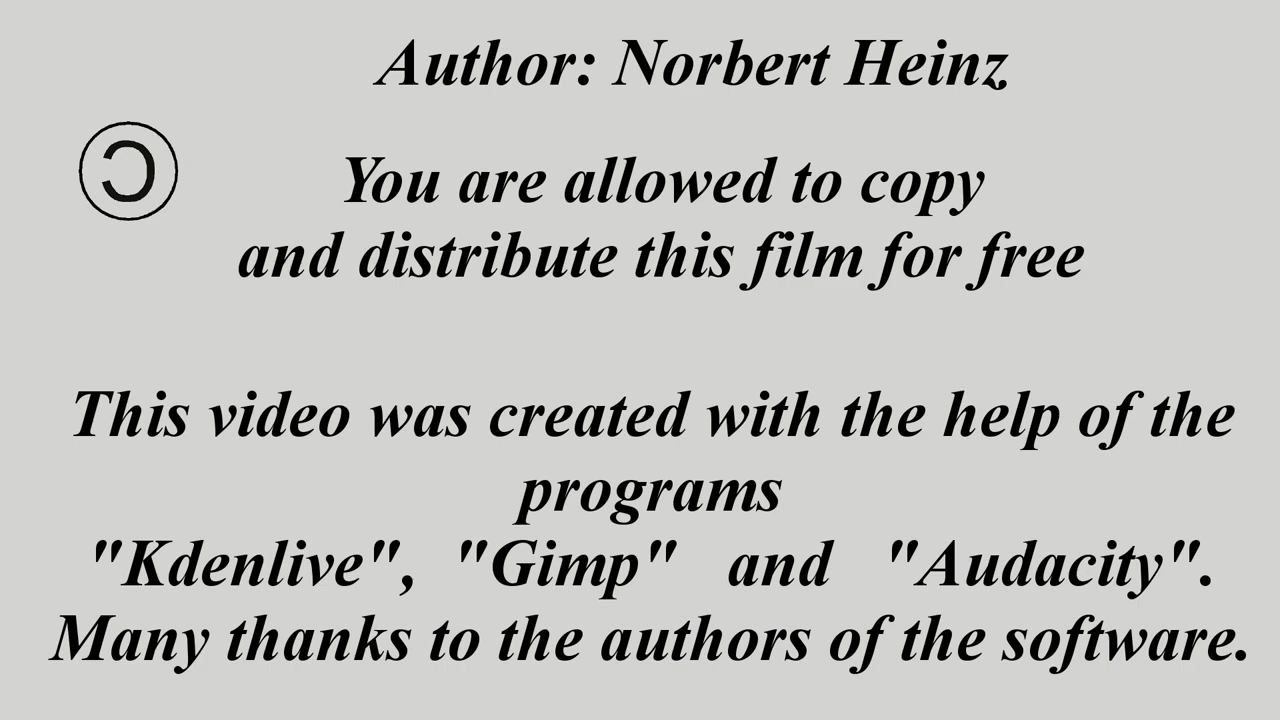 Author: Norbert Heinz
Ɔ
You are allowed to copy
and distribute this film for free
This video was created with the help of the
programs
"Kdenlive", "Gimp" and "Audacity".
Many thanks to the authors of the software.